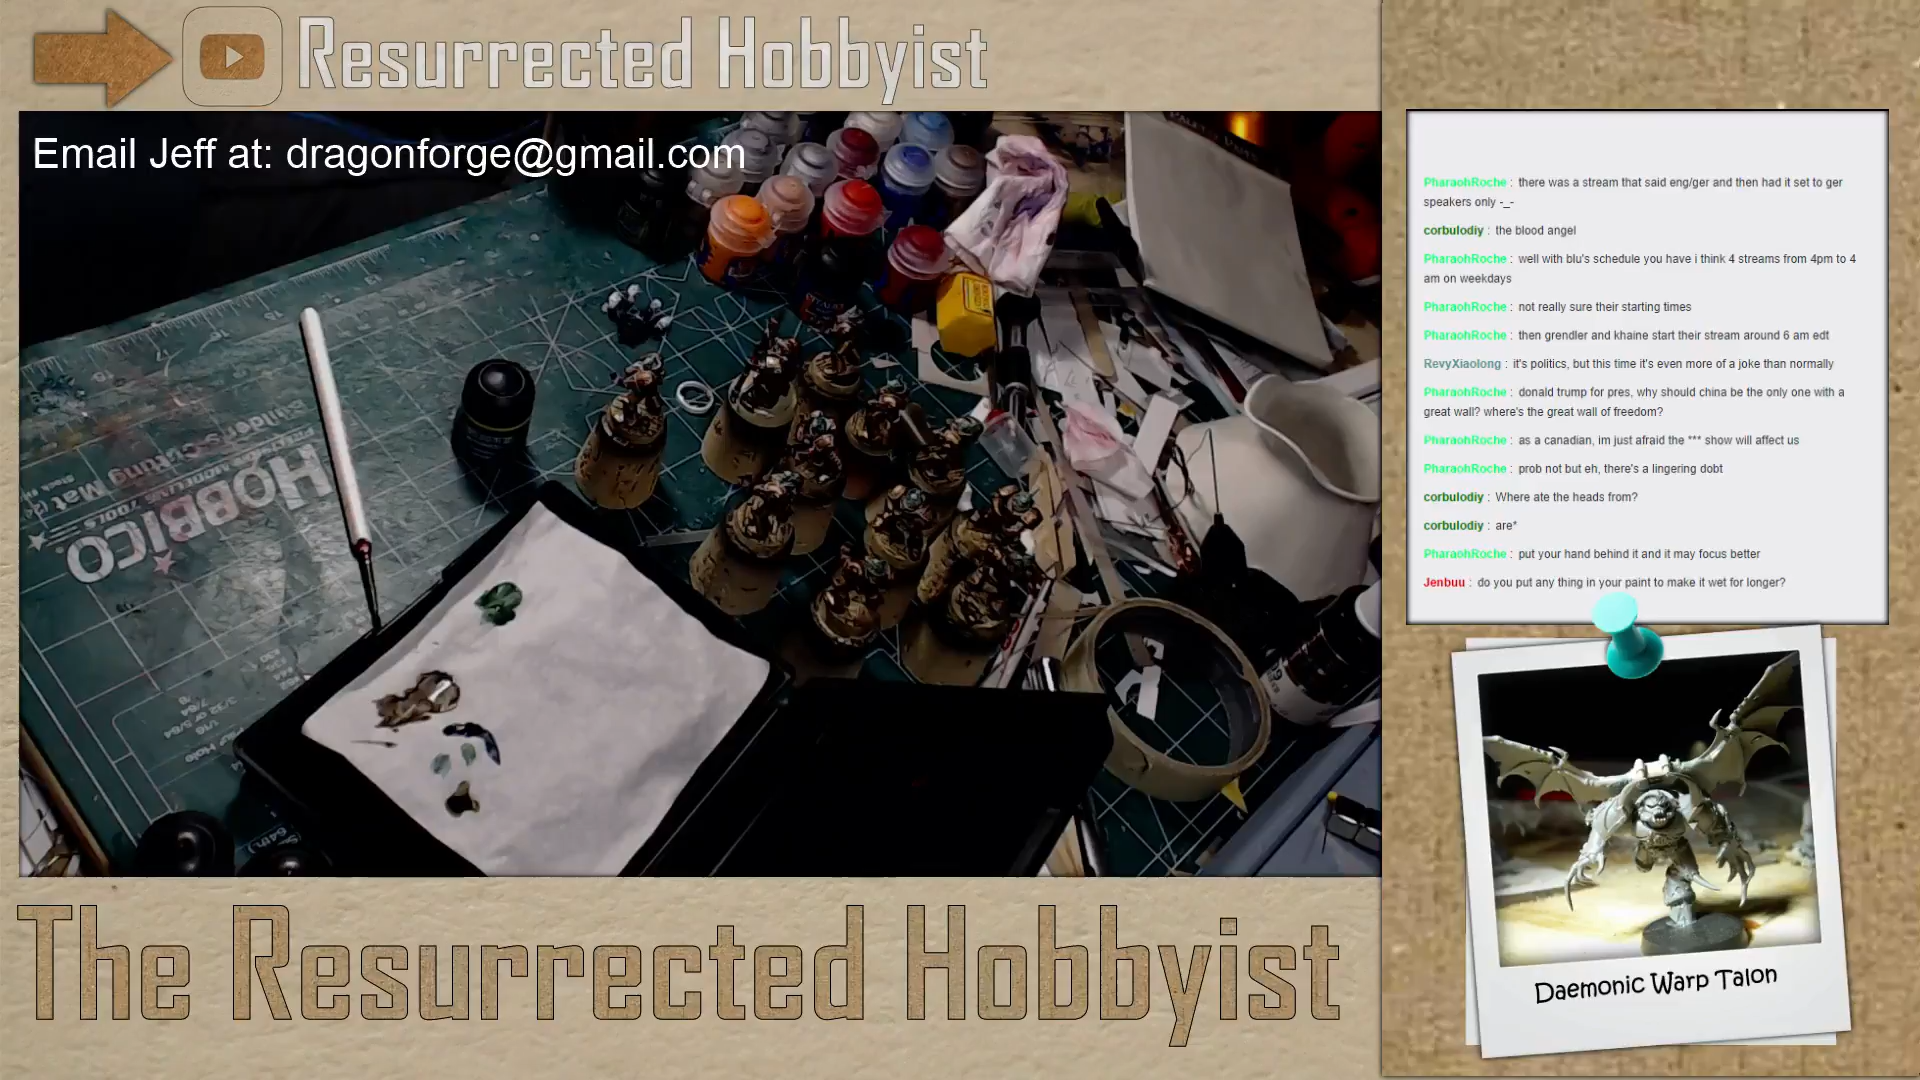 Resurrected Hobbyist
Email Jeff at: dragonforge@gmail.com
HOBBICO
PharaohRoche : there was a stream that said eng/ger and then had it set to ger
speakers only -_-
corbulodiy : the blood angel
PharaohRoche : well with blu's schedule you have i think 4 streams from 4pm to 4
am on weekdays
PharaohRoche : not really sure their starting times
PharaohRoche : then grendler and khaine start their stream around 6 am edt
RevyXiaolong : it's politics, but this time it's even more of a joke than normally
PharaohRoche : donald trump for pres, why should china be the only one with a
great wall? where's the great wall of freedom?
PharaohRoche : as a canadian, im just afraid the *** show will affect us
PharaohRoche : prob not but eh, there's a lingering dobt
corbulodiy : Where ate the heads from?
corbulodiy : are*
PharaohRoche : put your hand behind it and it may focus better
Jenbuu : do you put any thing in your paint to make it wet for longer?
Daemonic Warp Talon
The Resurrected Hobbyist